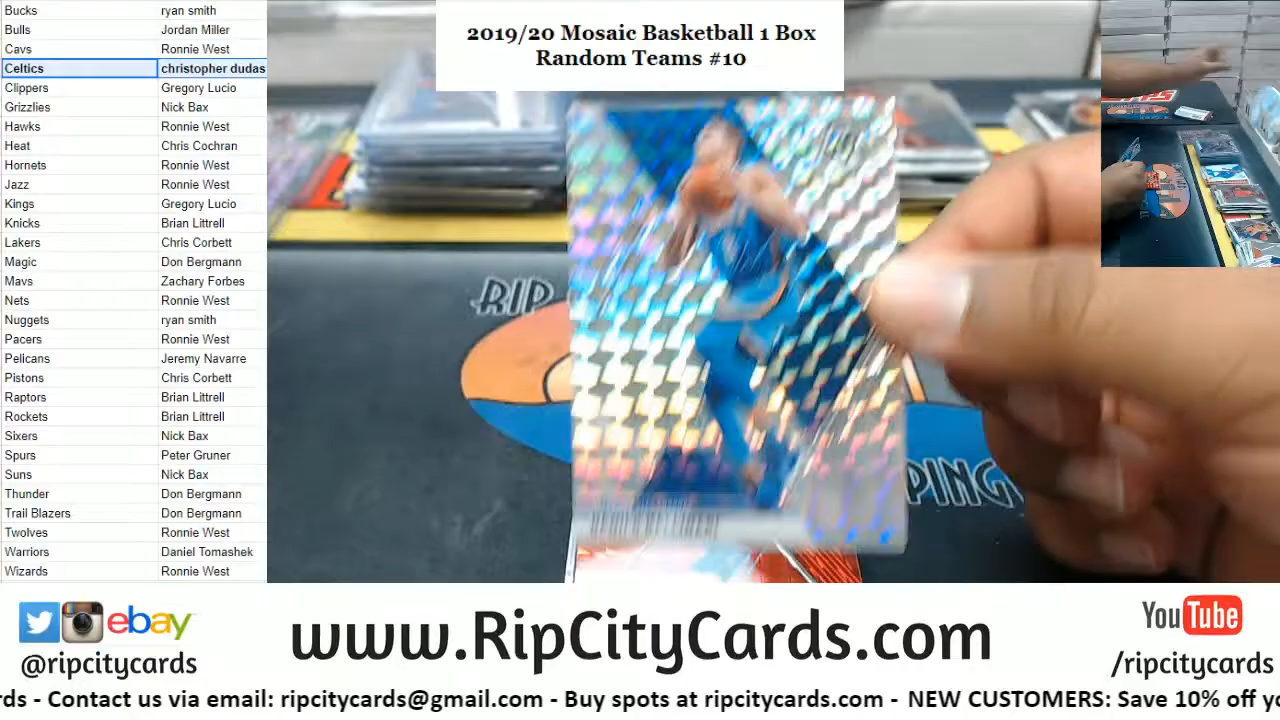 2019/20 Mosaic Basketball 1 Box
Random Teams #10
Bucks ryan smith
Bulls Jordan Miller
Cavs Ronnie West
Celtics christopher dudas
Clippers Gregory Lucio
Grizzlies Nick Bax
Hawks Ronnie West
Heat Chris Cochran
Hornets Ronnie West
Jazz Ronnie West
Kings Gregory Lucio
Knicks Brian Littrell
Lakers Chris Corbett
Magic Don Bergmann
Mavs Zachary Forbes
Nets Ronnie West
Nuggets ryan smith
Pacers Ronnie West
Pelicans Jeremy Navarre
Pistons Chris Corbett
Raptors Brian Littrell
Rockets Brian Littrell
Sixers Nick Bax
Spurs Peter Gruner
Suns Nick Bax
Thunder Don Bergmann
Trail Blazers Don Bergmann
Twolves Ronnie West
Warriors Daniel Tomashek
Wizards Ronnie West
RIP
PING
ebay
@ripcitycards
www.RipCityCards.com
YouTube
/ripcitycards
rds - Contact us via email: ripcitycards@gmail.com - Buy spots at ripcitycards.com - NEW CUSTOMERS: Save 10% off yo